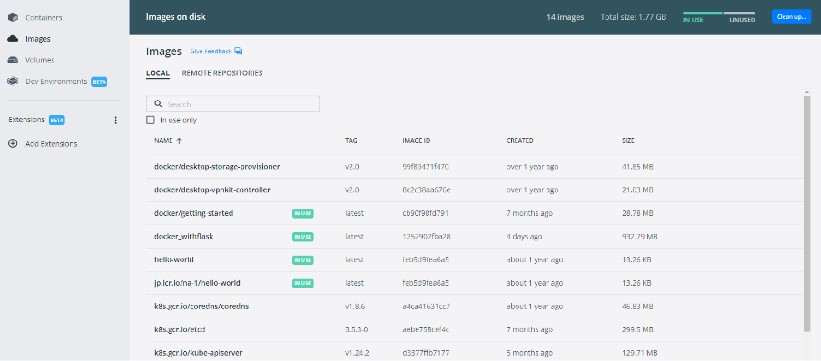 Containers
Images
Volumes
Dev Environments BETA
Extensions BETA
Add Extensions
Images on disk 14 images Total size: 1.77 GB IN USE UNUSED Clean up...
Images Give Feedback
LOCAL REMOTE REPOSITORIES
Search
In use only
NAME TAG IMAGE ID CREATED SIZE
docker/desktop-storage-provisioner v2.0 99f89471f470 over 1 year ago 41.85 MB
docker/desktop-vpnkit-controller v2.0 8c2c38aa676e over 1 year ago 21.03 MB
docker/getting-started IN USE latest cb90f98fd791 7 months ago 28.78 MB
docker_withflask IN USE latest 1252902fba28 4 days ago 932.79 MB
hello-world IN USE latest feb5d9fea6a5 about 1 year ago 13.26 KB
jp.icr.io/na-1/hello-world IN USE latest feb5d9fea6a5 about 1 year ago 13.26 KB
k8s.gcr.io/coredns/coredns v1.8.6 a4ca41631cc7 about 1 year ago 46.83 MB
k8s.gcr.io/etcd 3.5.3-0 aebe758cef4c 7 months ago 299.5 MB
k8s.gcr.io/kube-apiserver v1.24.2 d3377ffb7177 5 months ago 129.71 MB